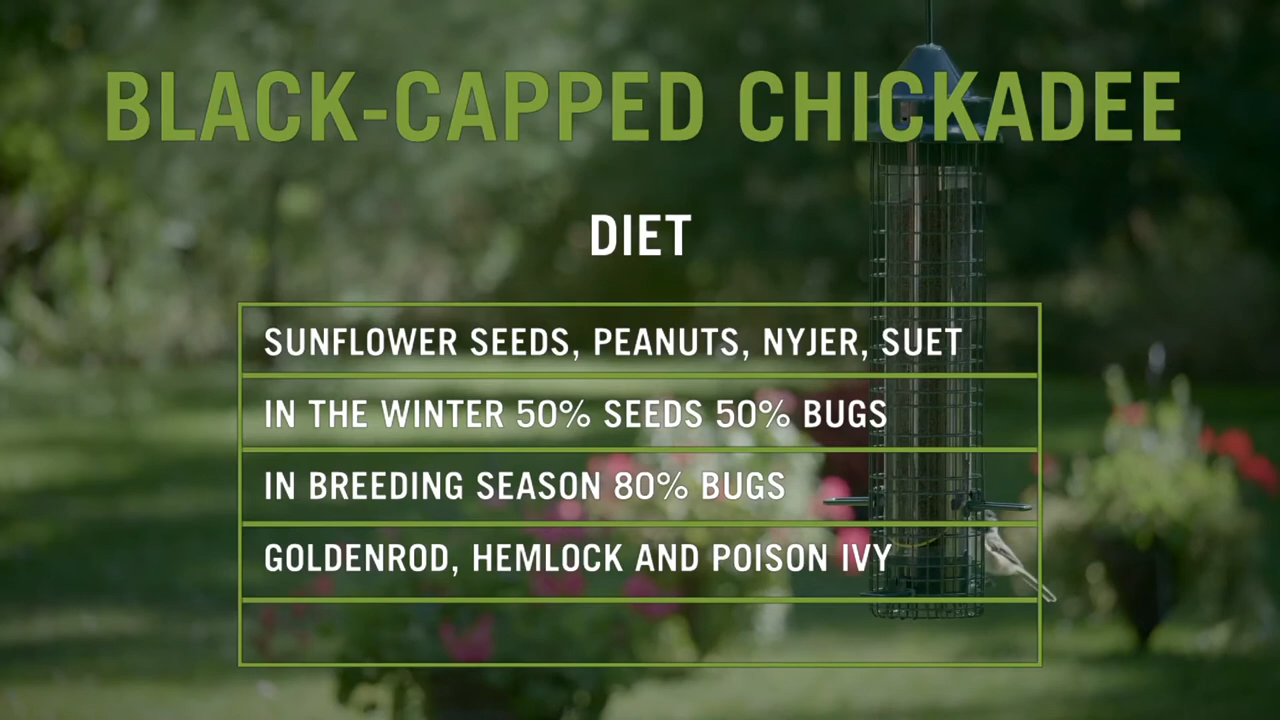 BLACK-CAPPED CHICKADEE
DIET
SUNFLOWER SEEDS, PEANUTS, NYJER, SUET
IN THE WINTER 50% SEEDS 50% BUGS
IN BREEDING SEASON 80% BUGS
GOLDENROD, HEMLOCK AND POISON IVY